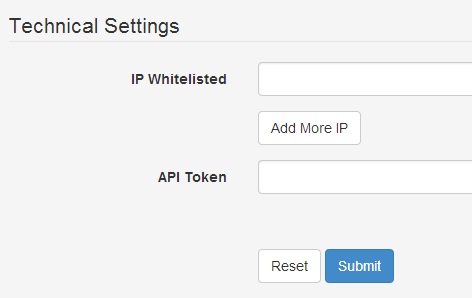 Technical Settings
IP Whitelisted
Add More IP
API Token
Reset Submit